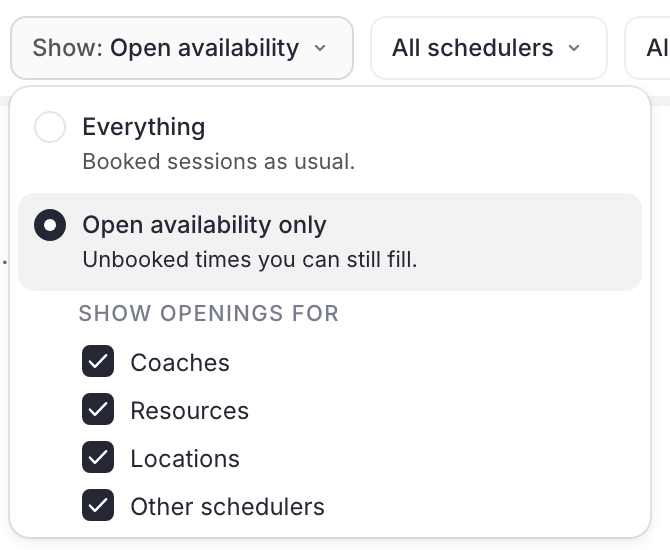 Show: Open availability
All schedulers
Al
Everything
Booked sessions as usual.
Open availability only
Unbooked times you can still fill.
SHOW OPENINGS FOR
Coaches
Resources
Locations
Other schedulers